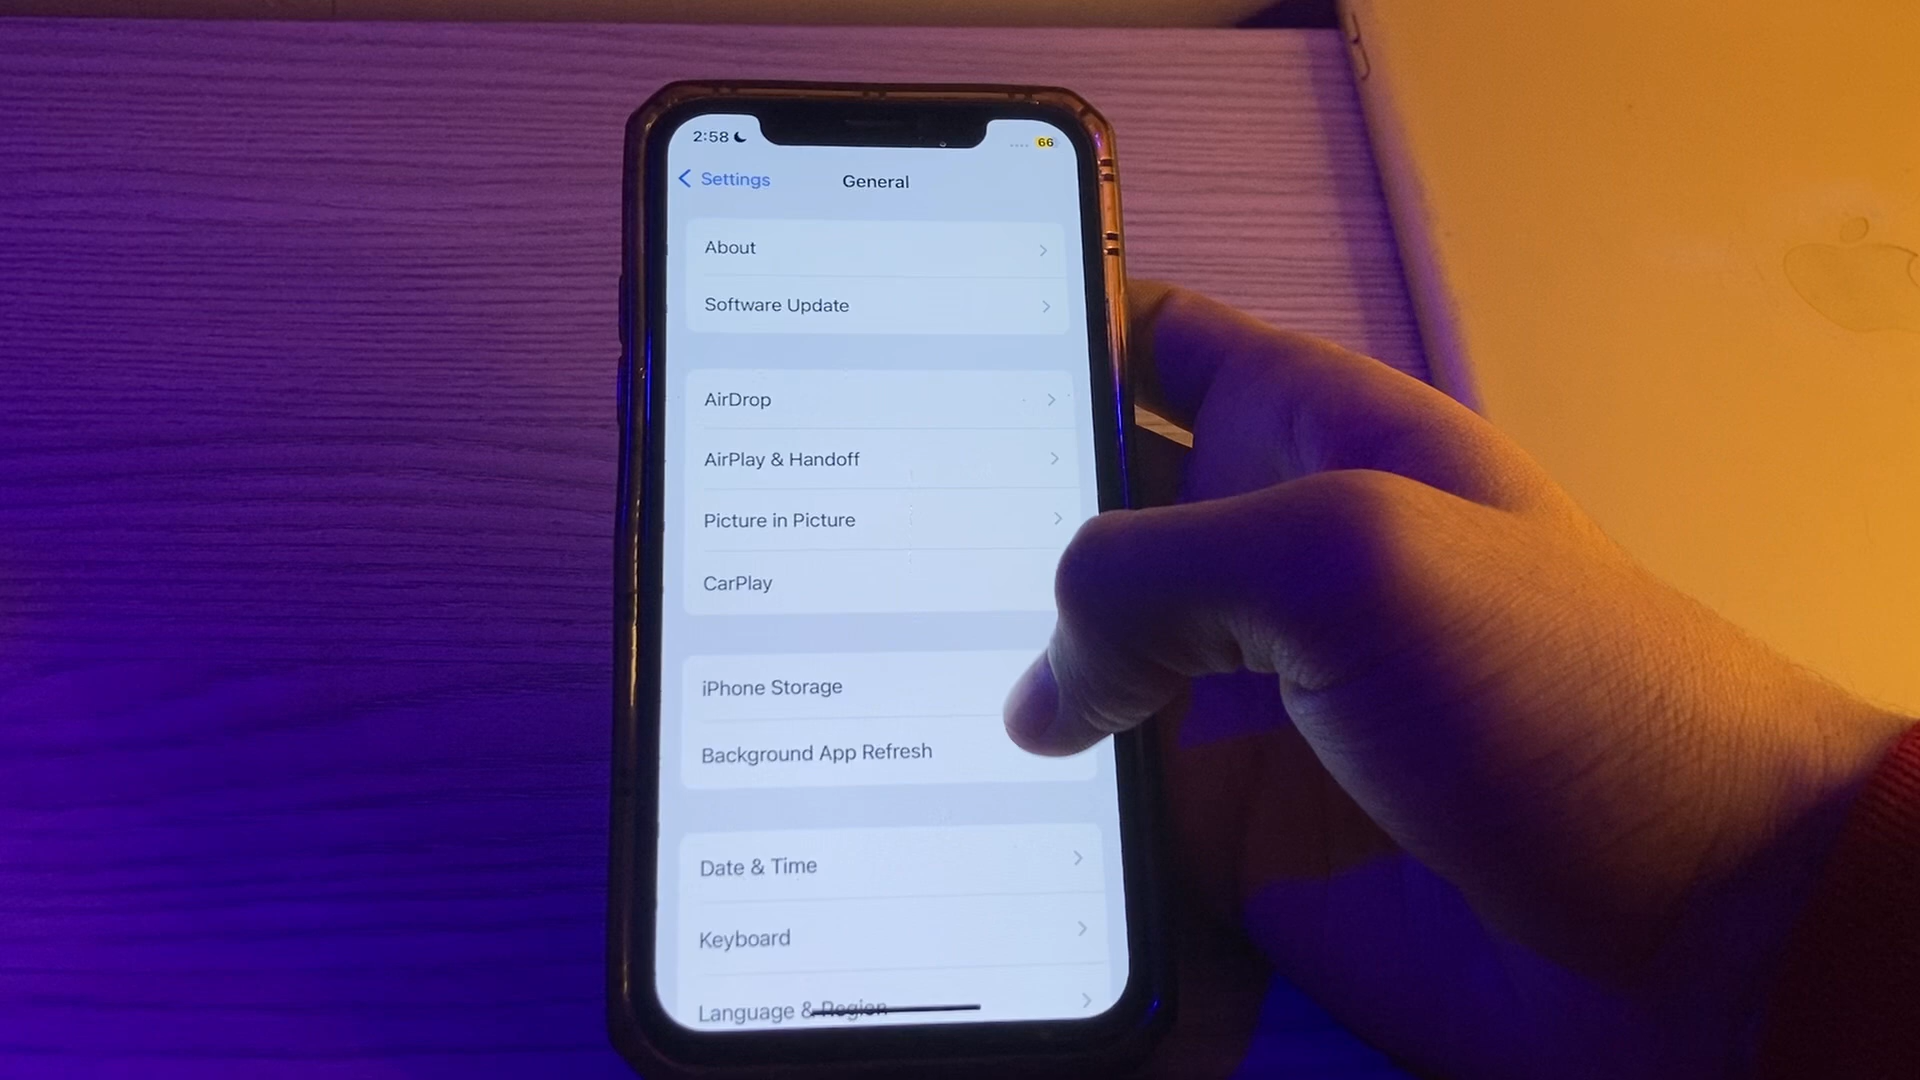 2:58
66
Settings
General
About
Software Update
AirDrop
AirPlay & Handoff
Picture in Picture
CarPlay
iPhone Storage
Background App Refresh
Date & Time
Keyboard
Language & Region